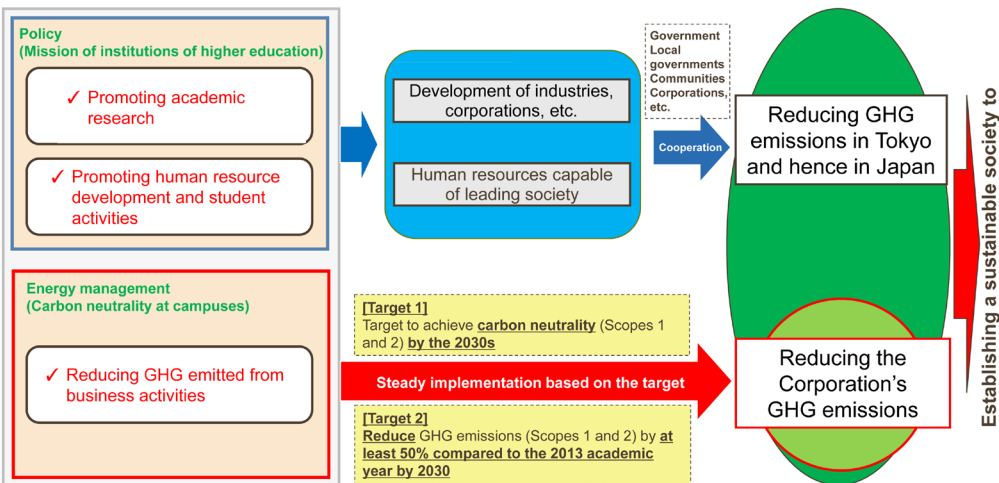 Policy
(Mission of institutions of higher education)
✓ Promoting academic
research
✓ Promoting human resource
development and student
activities
Development of industries,
corporations, etc.
Human resources capable
of leading society
Government
Local
governments
Communities
Corporations,
etc.
Cooperation
Reducing GHG
emissions in Tokyo
and hence in Japan
Energy management
(Carbon neutrality at campuses)
✓ Reducing GHG emitted from
business activities
[Target 1]
Target to achieve carbon neutrality (Scopes 1
and 2) by the 2030s
Steady implementation based on the target
[Target 2]
Reduce GHG emissions (Scopes 1 and 2) by at
least 50% compared to the 2013 academic
year by 2030
Reducing the
Corporation’s
GHG emissions
Establishing a sustainable society to